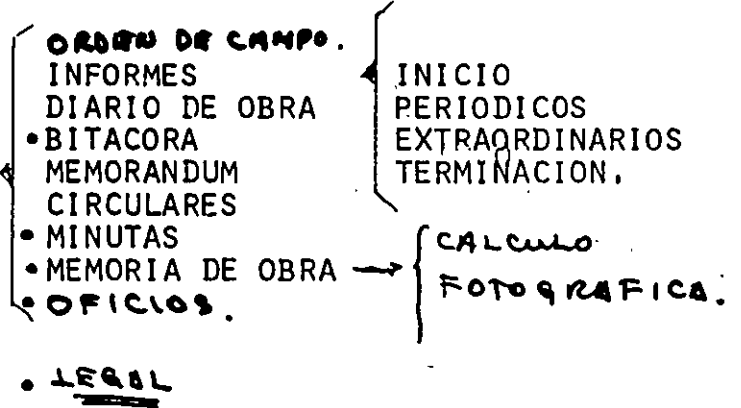 ORDEN DE CAMPO.
INFORMES
DIARIO DE OBRA
•BITACORA
MEMORANDUM
CIRCULARES
•MINUTAS
•MEMORIA DE OBRA →
•OFICIOS.
INICIO
PERIODICOS
EXTRAORDINARIOS
TERMINACION.
CALCULO
FOTOGRAFICA.
• LEGAL